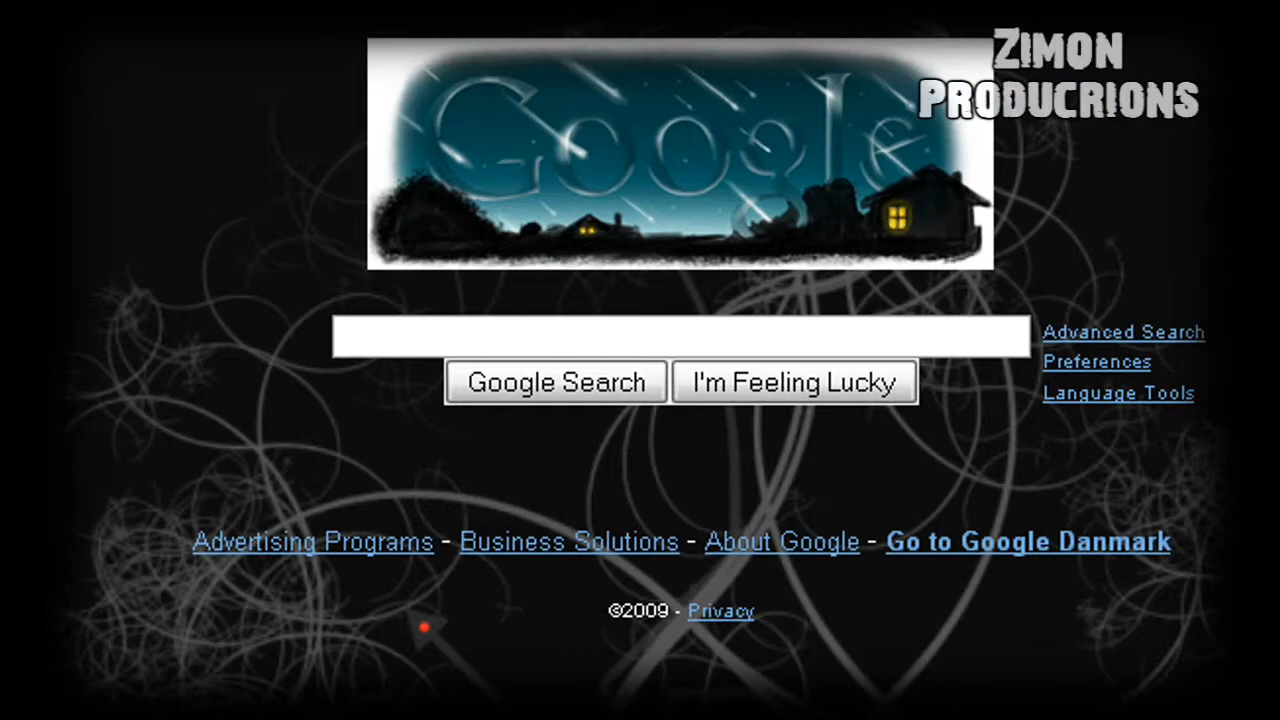 Zimon
Producrions
Google
Advanced Search
Preferences
Language Tools
Google Search I'm Feeling Lucky
Advertising Programs - Business Solutions - About Google - Go to Google Danmark
©2009 - Privacy